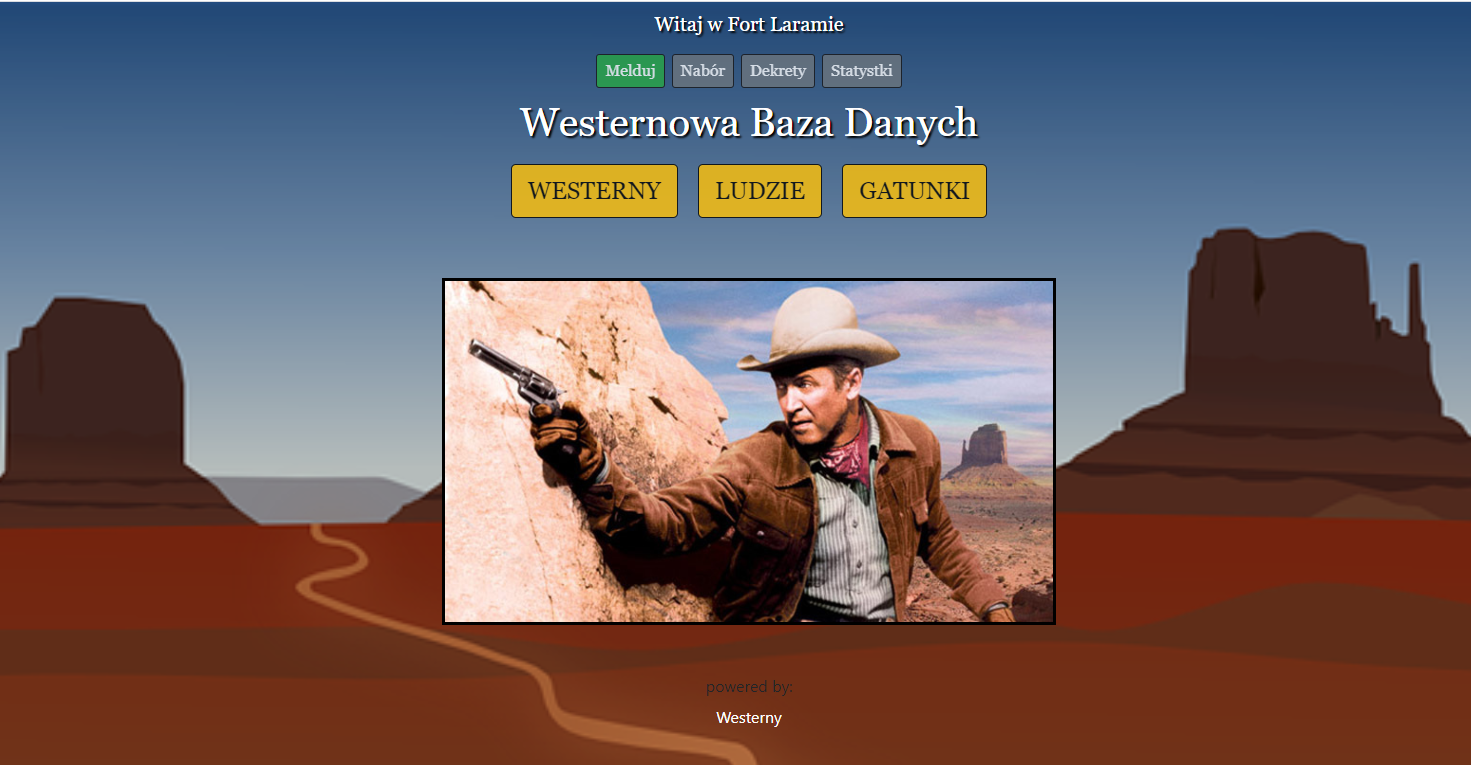 Witaj w Fort Laramie
Melduj Nabór Dekrety Statystki
Westernowa Baza Danych
WESTERNY LUDZIE GATUNKI
powered by:
Westerny